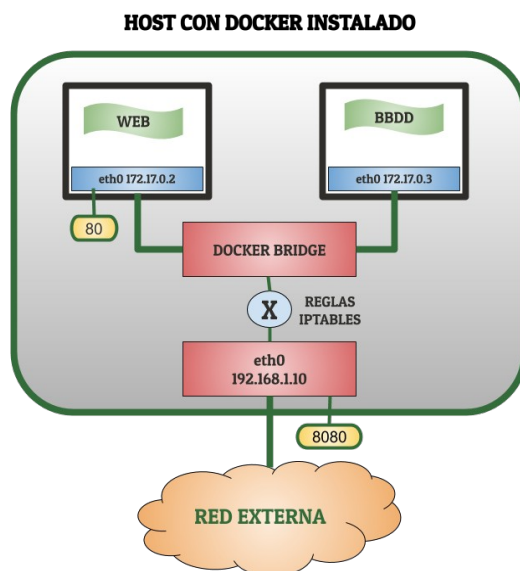 HOST CON DOCKER INSTALADO
WEB
BBDD
eth0 172.17.0.2
eth0 172.17.0.3
80
DOCKER BRIDGE
X
REGLAS
IPTABLES
eth0
192.168.1.10
8080
RED EXTERNA